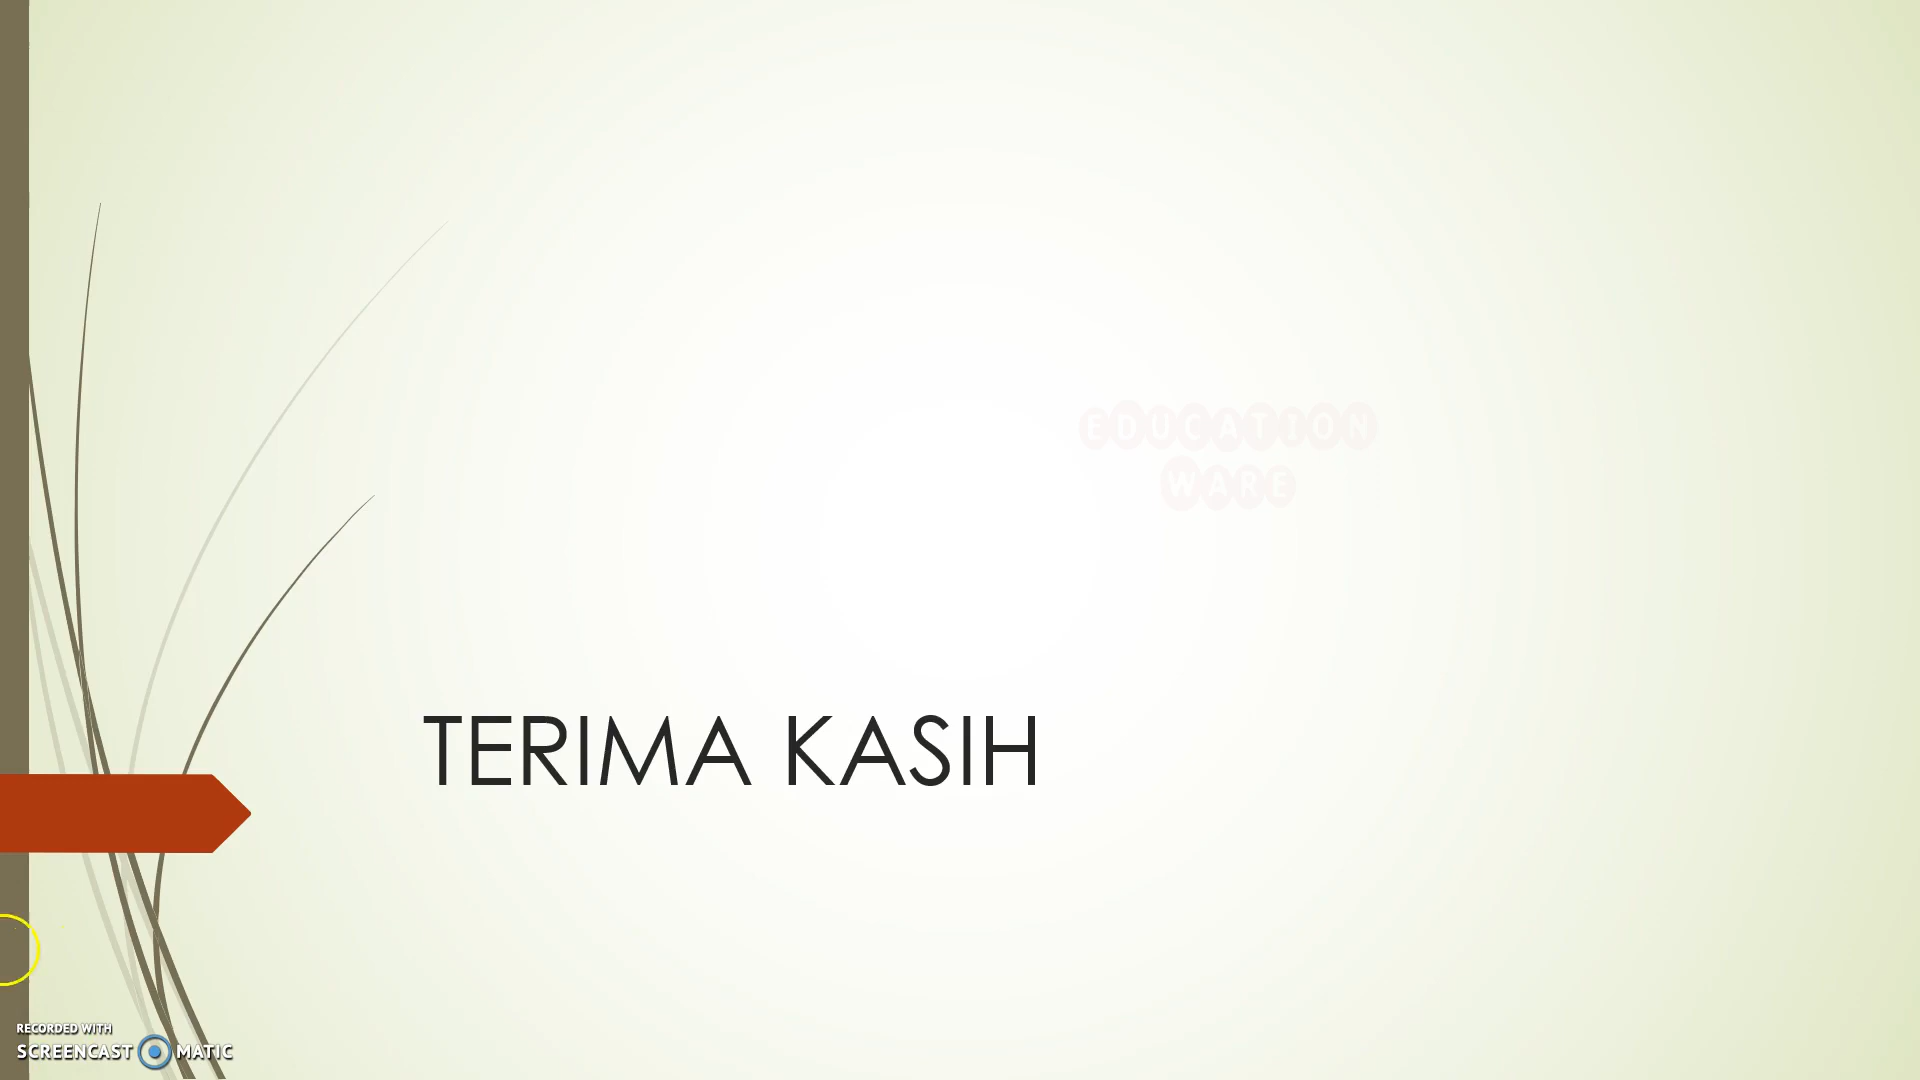 EDUCATION
WARE
TERIMA KASIH
RECORDED WITH
SCREENCAST MATIC